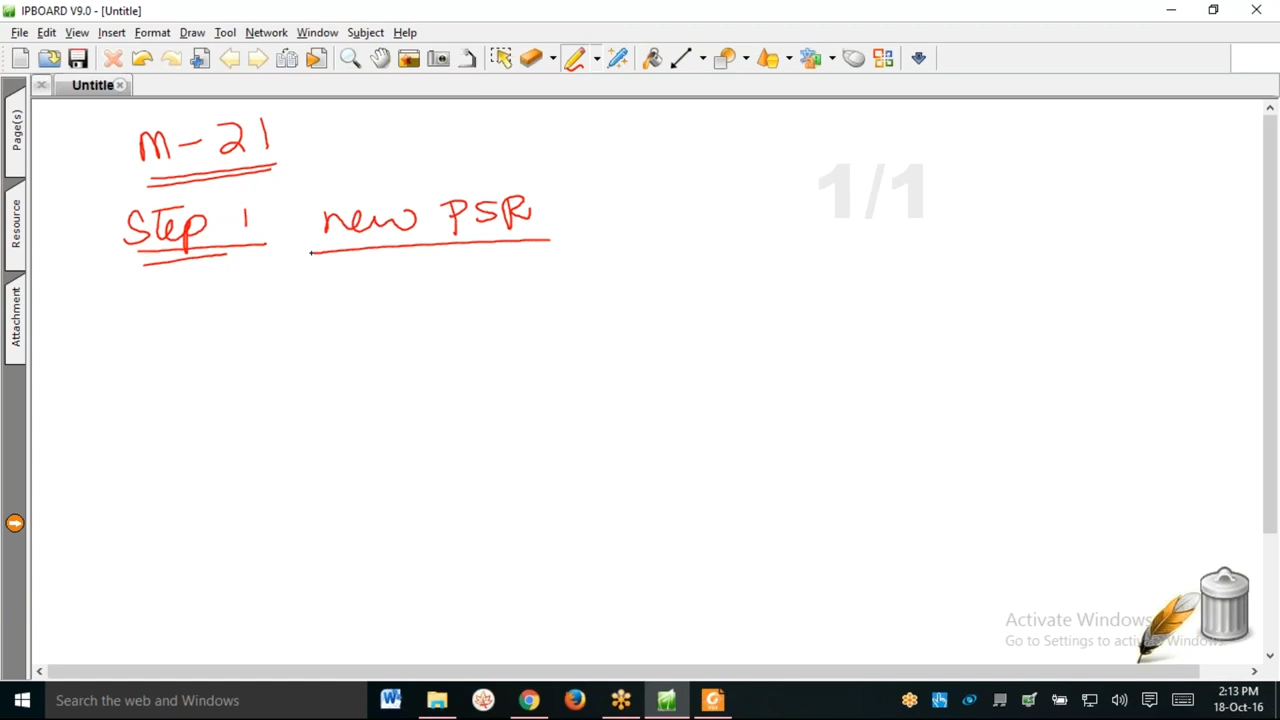 IPBOARD V9.0 - [Untitle]
File Edit View Insert Format Draw Tool Network Window Subject Help
Untitle
Page(s)
Resource
Attachment
1/1
M - 21
Step 1 new PSR
Activate Windows
Go to Settings to activate Windows.
Search the web and Windows
2:13 PM
18-Oct-16